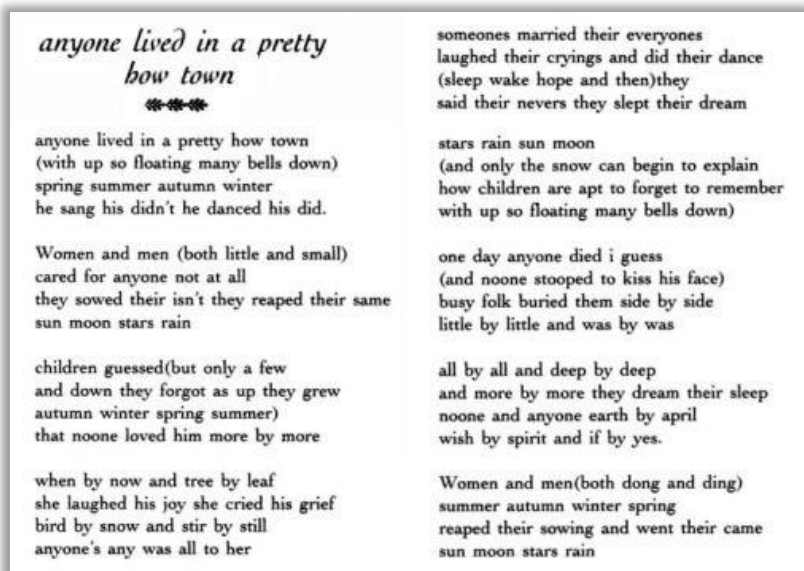 anyone lived in a pretty
how town
anyone lived in a pretty how town
(with up so floating many bells down)
spring summer autumn winter
he sang his didn't he danced his did.
Women and men (both little and small)
cared for anyone not at all
they sowed their isn't they reaped their same
sun moon stars rain
children guessed(but only a few
and down they forgot as up they grew
autumn winter spring summer)
that noone loved him more by more
when by now and tree by leaf
she laughed his joy she cried his grief
bird by snow and stir by still
anyone's any was all to her
someones married their everyones
laughed their cryings and did their dance
(sleep wake hope and then)they
said their nevers they slept their dream
stars rain sun moon
(and only the snow can begin to explain
how children are apt to forget to remember
with up so floating many bells down)
one day anyone died i guess
(and noone stooped to kiss his face)
busy folk buried them side by side
little by little and was by was
all by all and deep by deep
and more by more they dream their sleep
noone and anyone earth by april
wish by spirit and if by yes.
Women and men(both dong and ding)
summer autumn winter spring
reaped their sowing and went their came
sun moon stars rain